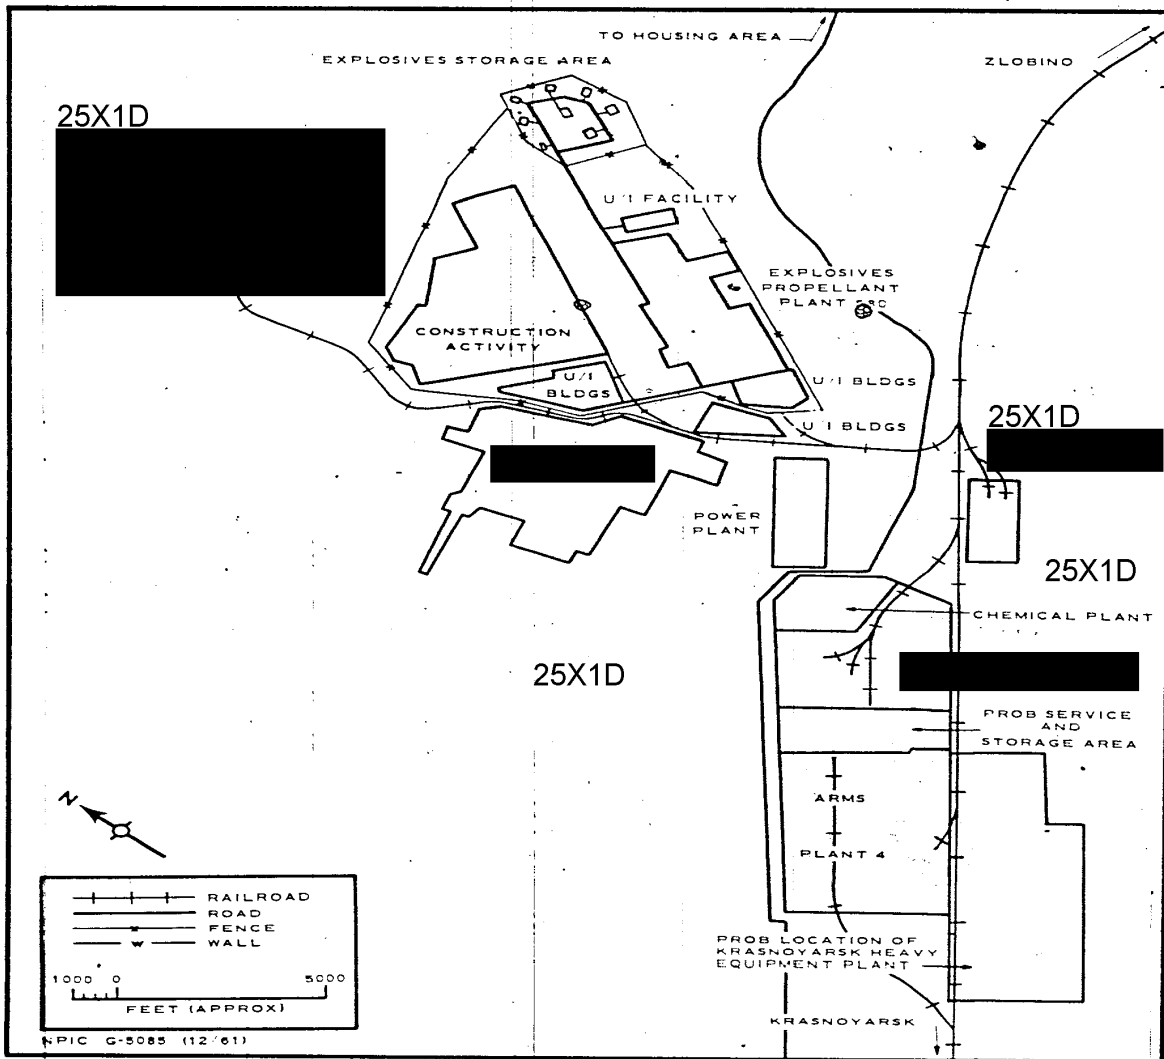 TO HOUSING AREA
ZLOBINO
EXPLOSIVES STORAGE AREA
25X1D
U/I FACILITY
EXPLOSIVES
PROPELLANT
PLANT 580
CONSTRUCTION
ACTIVITY
U/I
BLDGS
U/I BLDGS
U/I BLDGS
25X1D
POWER
PLANT
25X1D
CHEMICAL PLANT
25X1D
PROB SERVICE
AND
STORAGE AREA
ARMS
PLANT 4
N
RAILROAD
ROAD
FENCE
WALL
1000 0 5000
FEET (APPROX)
PROB LOCATION OF
KRASNOYARSK HEAVY
EQUIPMENT PLANT
KRASNOYARSK
NPIC G-5085 (12/61)